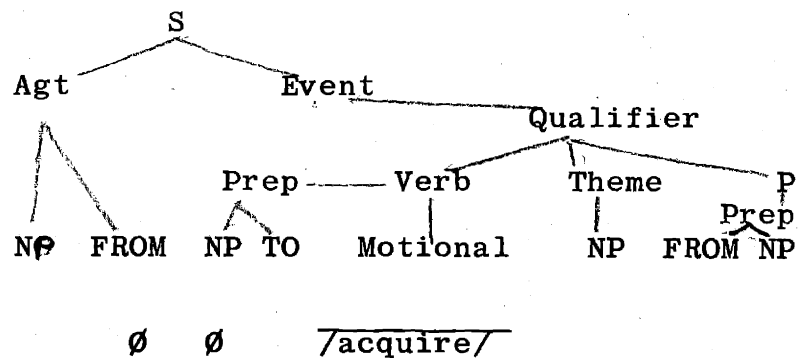 S
Agt Event
Qualifier
Prep Verb Theme P
Prep
NP FROM NP TO Motional NP FROM NP
Ø Ø /acquire/